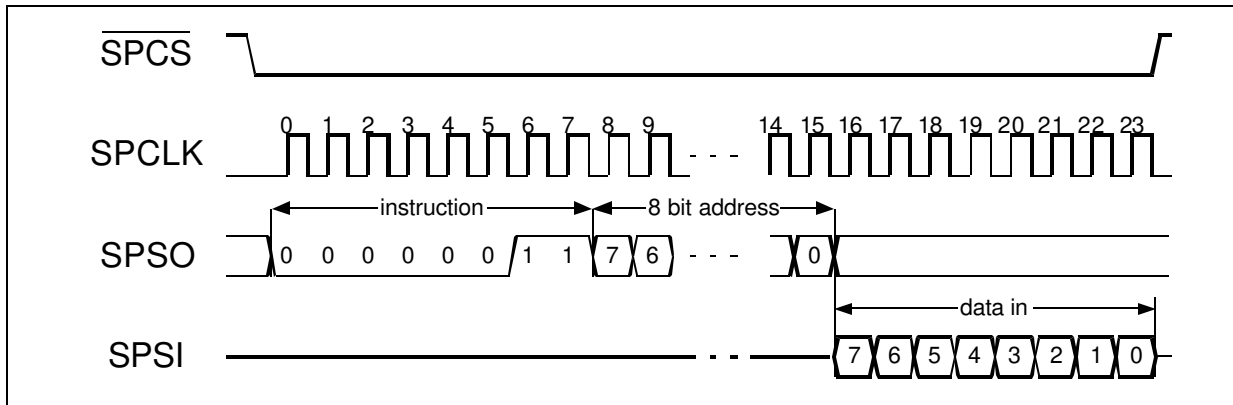 SPCS
0 1 2 3 4 5 6 7 8 9 14 15 16 17 18 19 20 21 22 23
SPCLK
instruction 8 bit address
SPSO 0 0 0 0 0 0 1 1 7 6 0
data in
SPSI 7 6 5 4 3 2 1 0